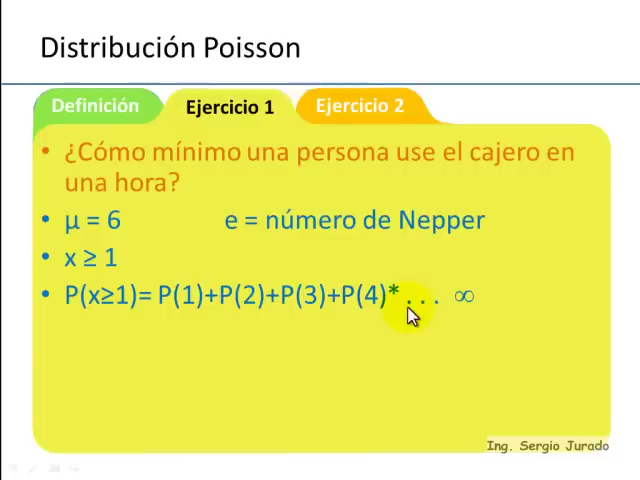 Distribución Poisson
Definición
Ejercicio 1
Ejercicio 2
• ¿Cómo mínimo una persona use el cajero en
una hora?
• μ = 6 e = número de Nepper
• x ≥ 1
• P(x≥1)= P(1)+P(2)+P(3)+P(4)* . . . ∞
Ing. Sergio Jurado